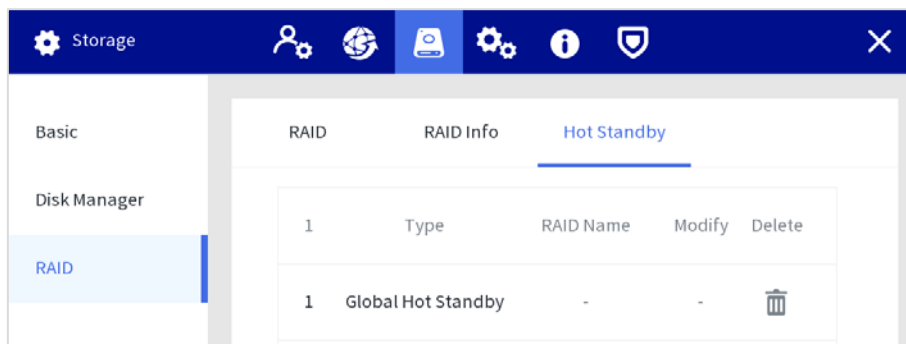 Storage
Basic
Disk Manager
RAID
RAID RAID Info Hot Standby
1 Type RAID Name Modify Delete
1 Global Hot Standby - -